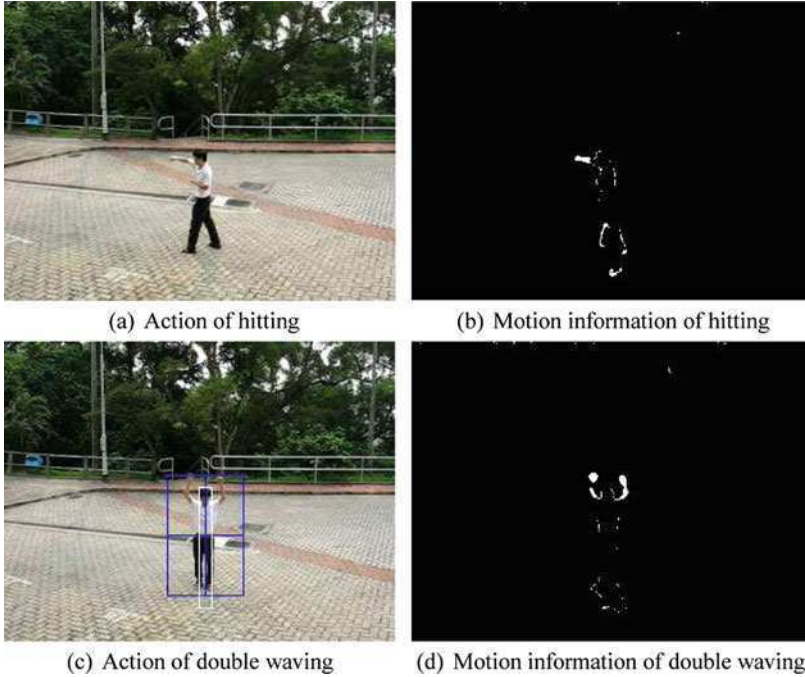 (a) Action of hitting
(b) Motion information of hitting
(c) Action of double waving
(d) Motion information of double waving